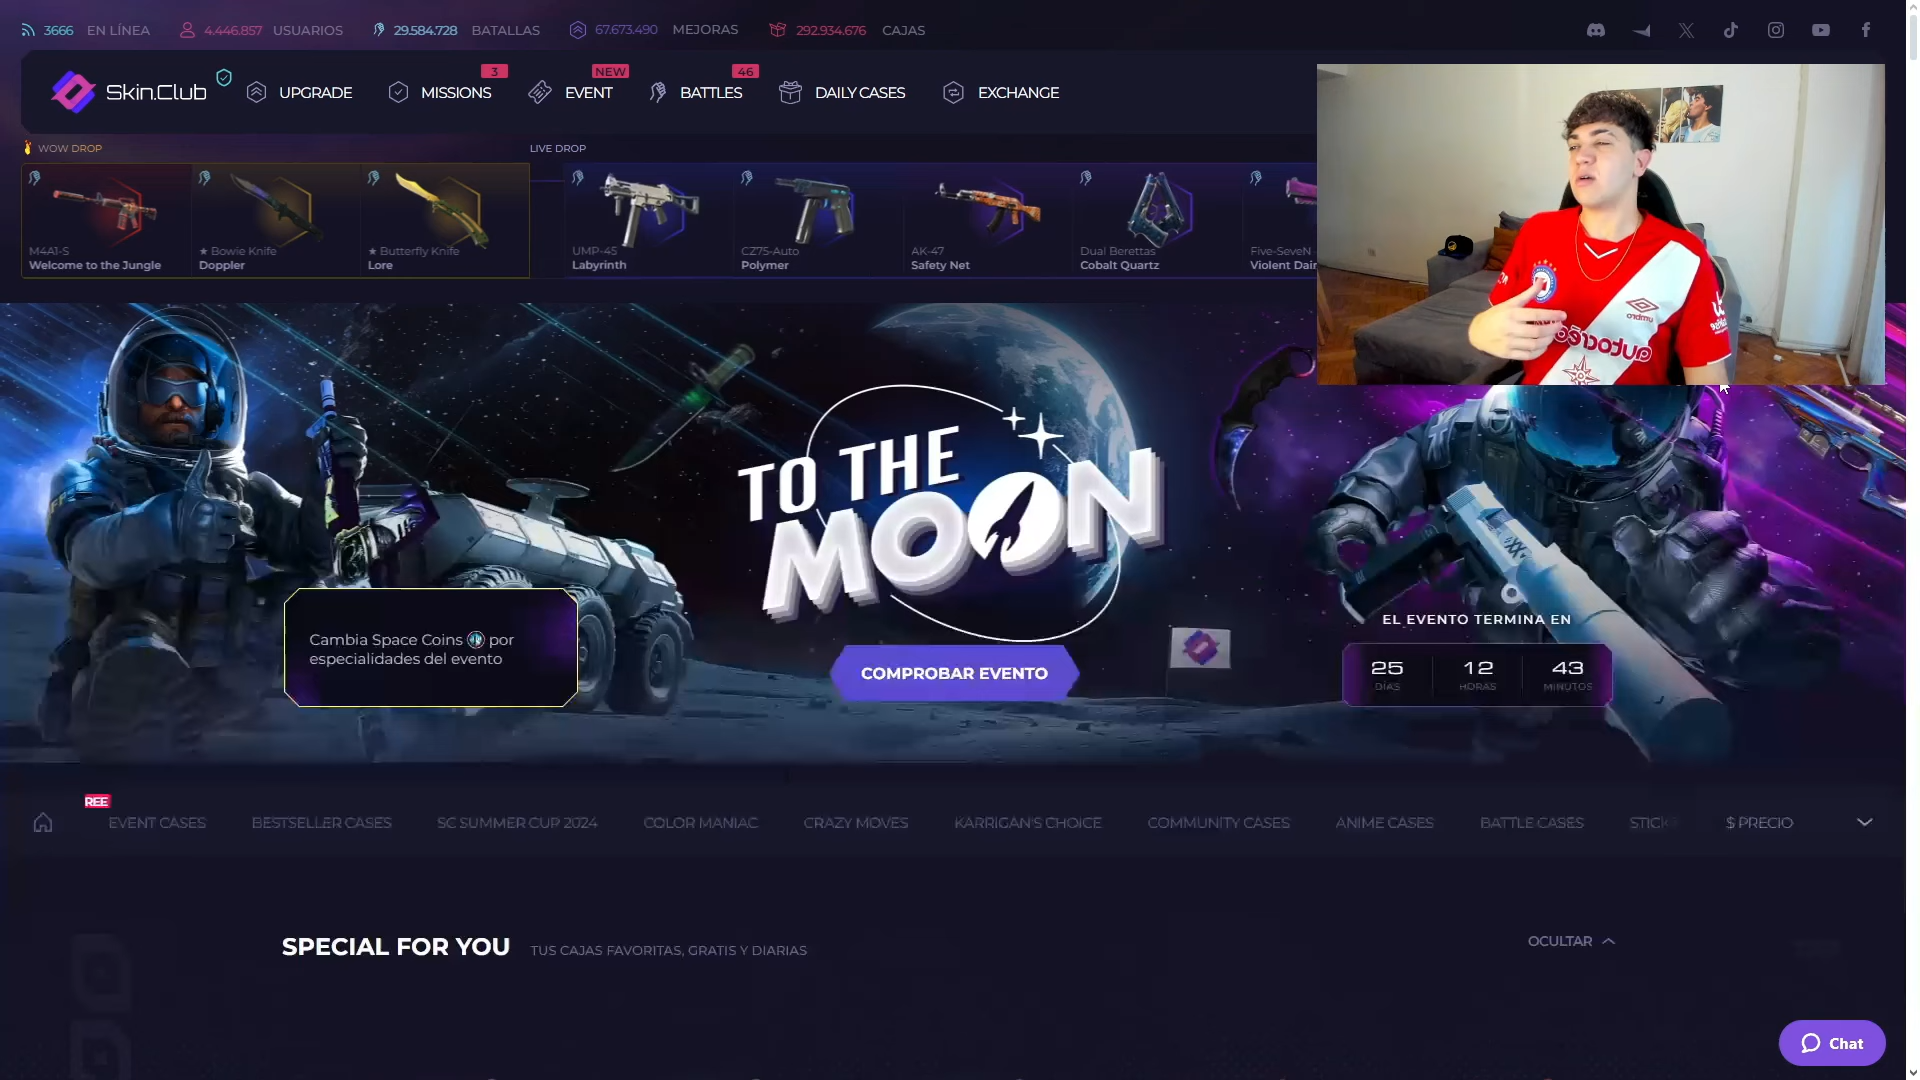 3666 EN LÍNEA 4.446.857 USUARIOS 29.584.728 BATALLAS 67.673.490 MEJORAS 292.934.676 CAJAS
Skin.Club UPGRADE 3 MISSIONS NEW EVENT 46 BATTLES DAILY CASES EXCHANGE
WOW DROP
LIVE DROP
M4A1-S
Welcome to the Jungle
★ Bowie Knife
Doppler
★ Butterfly Knife
Lore
UMP-45
Labyrinth
CZ75-Auto
Polymer
AK-47
Safety Net
Dual Berettas
Cobalt Quartz
Five-SeveN
Violent Dai
umbro
autocrédito
TO THE
MOON
Cambia Space Coins por
especialidades del evento
COMPROBAR EVENTO
EL EVENTO TERMINA EN
25 12 43
DÍAS HORAS MINUTOS
REE
EVENT CASES BESTSELLER CASES SC SUMMER CUP 2024 COLOR MANIAC CRAZY MOVES KARRIGAN'S CHOICE COMMUNITY CASES ANIME CASES BATTLE CASES STICK $ PRECIO
SPECIAL FOR YOU TUS CAJAS FAVORITAS, GRATIS Y DIARIAS
OCULTAR
Chat